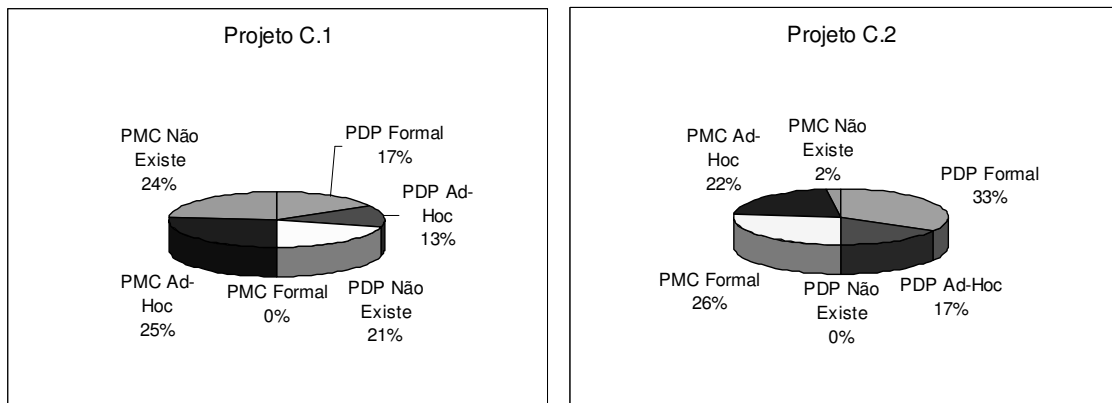 Projeto C.1
PMC Não
Existe
24%
PDP Formal
17%
PDP Ad-
Hoc
13%
PMC Ad-
Hoc
25%
PMC Formal
0%
PDP Não
Existe
21%
Projeto C.2
PMC Ad-
Hoc
22%
PMC Não
Existe
2%
PDP Formal
33%
PMC Formal
26%
PDP Não
Existe
0%
PDP Ad-Hoc
17%